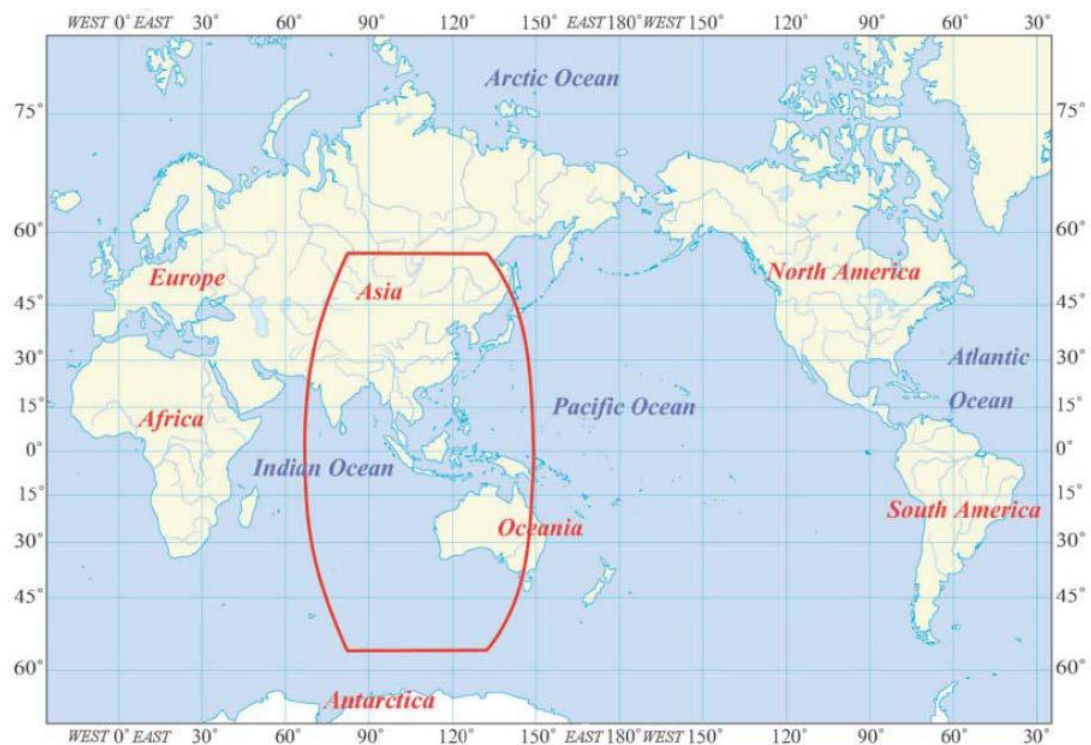 WEST 0° EAST 30° 60° 90° 120° EAST 180° WEST 150° 120° 90° 60° 30°
Arctic Ocean
75° 75°
60° 60°
Europe Asia North America
45° 45°
30° Atlantic 30°
15° Africa Pacific Ocean Ocean 15°
0° Indian Ocean 0°
15° South America 15°
30° Oceania 30°
45° 45°
60° 60°
Antarctica
WEST 0° EAST 30° 60° 90° 120° 150° EAST 180° WEST 150° 120° 90° 60° 30°